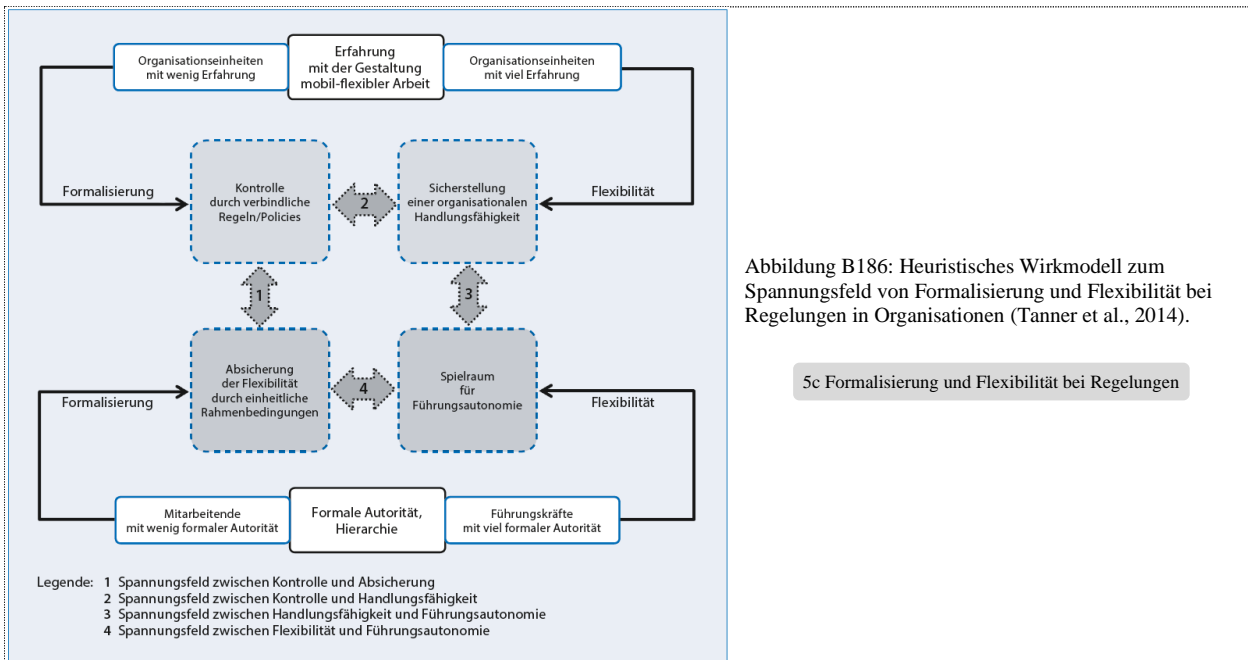 Organisationseinheiten
mit wenig Erfahrung
Erfahrung
mit der Gestaltung
mobil-flexibler Arbeit
Organisationseinheiten
mit viel Erfahrung
Formalisierung
Kontrolle
durch verbindliche
Regeln/Policies
2
Sicherstellung
einer organisationalen
Handlungsfähigkeit
Flexibilität
1
3
Formalisierung
Absicherung
der Flexibilität
durch einheitliche
Rahmenbedingungen
4
Spielraum
für
Führungsautonomie
Flexibilität
Mitarbeitende
mit wenig formaler Autorität
Formale Autorität,
Hierarchie
Führungskräfte
mit viel formaler Autorität
Legende: 1 Spannungsfeld zwischen Kontrolle und Absicherung
2 Spannungsfeld zwischen Kontrolle und Handlungsfähigkeit
3 Spannungsfeld zwischen Handlungsfähigkeit und Führungsautonomie
4 Spannungsfeld zwischen Flexibilität und Führungsautonomie
Abbildung B186: Heuristisches Wirkmodell zum
Spannungsfeld von Formalisierung und Flexibilität bei
Regelungen in Organisationen (Tanner et al., 2014).
5c Formalisierung und Flexibilität bei Regelungen